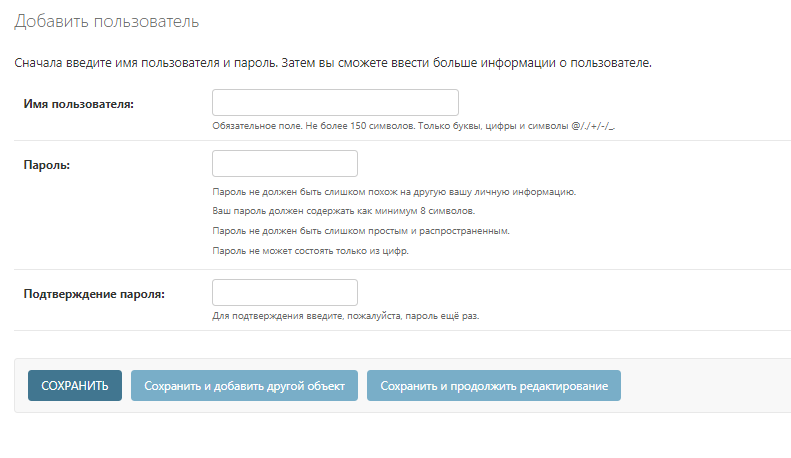 Добавить пользователь
Сначала введите имя пользователя и пароль. Затем вы сможете ввести больше информации о пользователе.
Имя пользователя:
Обязательное поле. Не более 150 символов. Только буквы, цифры и символы @/./+/-/_.
Пароль:
Пароль не должен быть слишком похож на другую вашу личную информацию.
Ваш пароль должен содержать как минимум 8 символов.
Пароль не должен быть слишком простым и распространенным.
Пароль не может состоять только из цифр.
Подтверждение пароля:
Для подтверждения введите, пожалуйста, пароль ещё раз.
СОХРАНИТЬ
Сохранить и добавить другой объект
Сохранить и продолжить редактирование